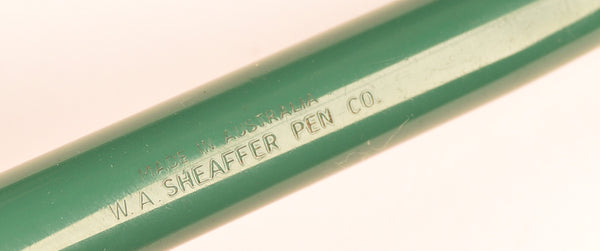 MADE IN AUSTRALIA
W.A. SHEAFFER PEN CO.